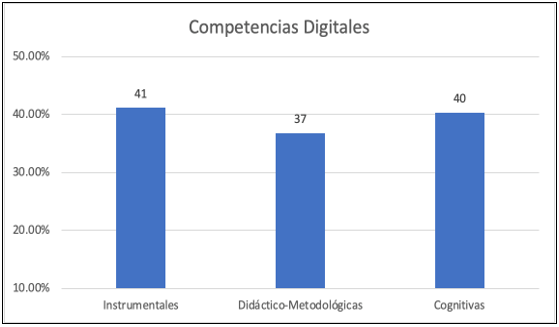 Competencias Digitales
50.00%
41
40
40.00%
37
30.00%
20.00%
10.00%
Instrumentales
Didáctico-Metodológicas
Cognitivas